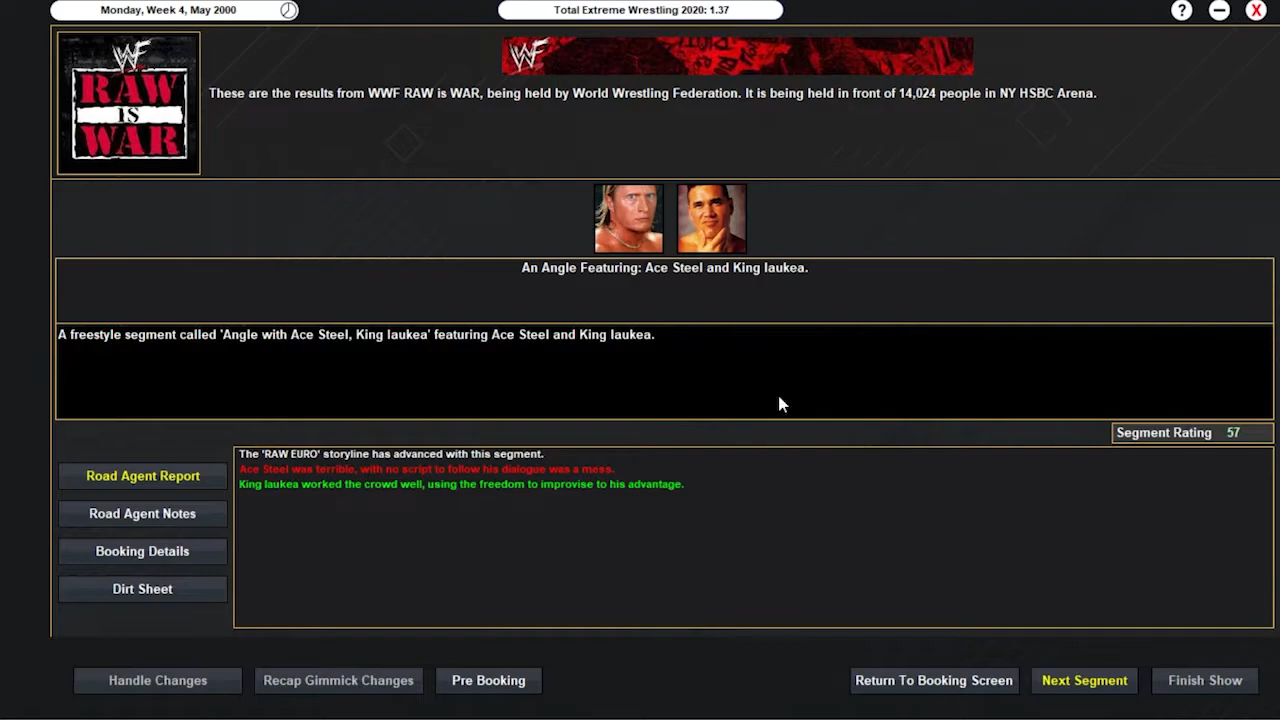 Monday, Week 4, May 2000
Total Extreme Wrestling 2020: 1.37
?
X
WF
RAW
IS
WAR
WF
These are the results from WWF RAW is WAR, being held by World Wrestling Federation. It is being held in front of 14,024 people in NY HSBC Arena.
An Angle Featuring: Ace Steel and King Iaukea.
A freestyle segment called 'Angle with Ace Steel, King Iaukea' featuring Ace Steel and King Iaukea.
Segment Rating 57
The 'RAW EURO' storyline has advanced with this segment.
Ace Steel was terrible, with no script to follow his dialogue was a mess.
King Iaukea worked the crowd well, using the freedom to improvise to his advantage.
Road Agent Report
Road Agent Notes
Booking Details
Dirt Sheet
Handle Changes
Recap Gimmick Changes
Pre Booking
Return To Booking Screen
Next Segment
Finish Show